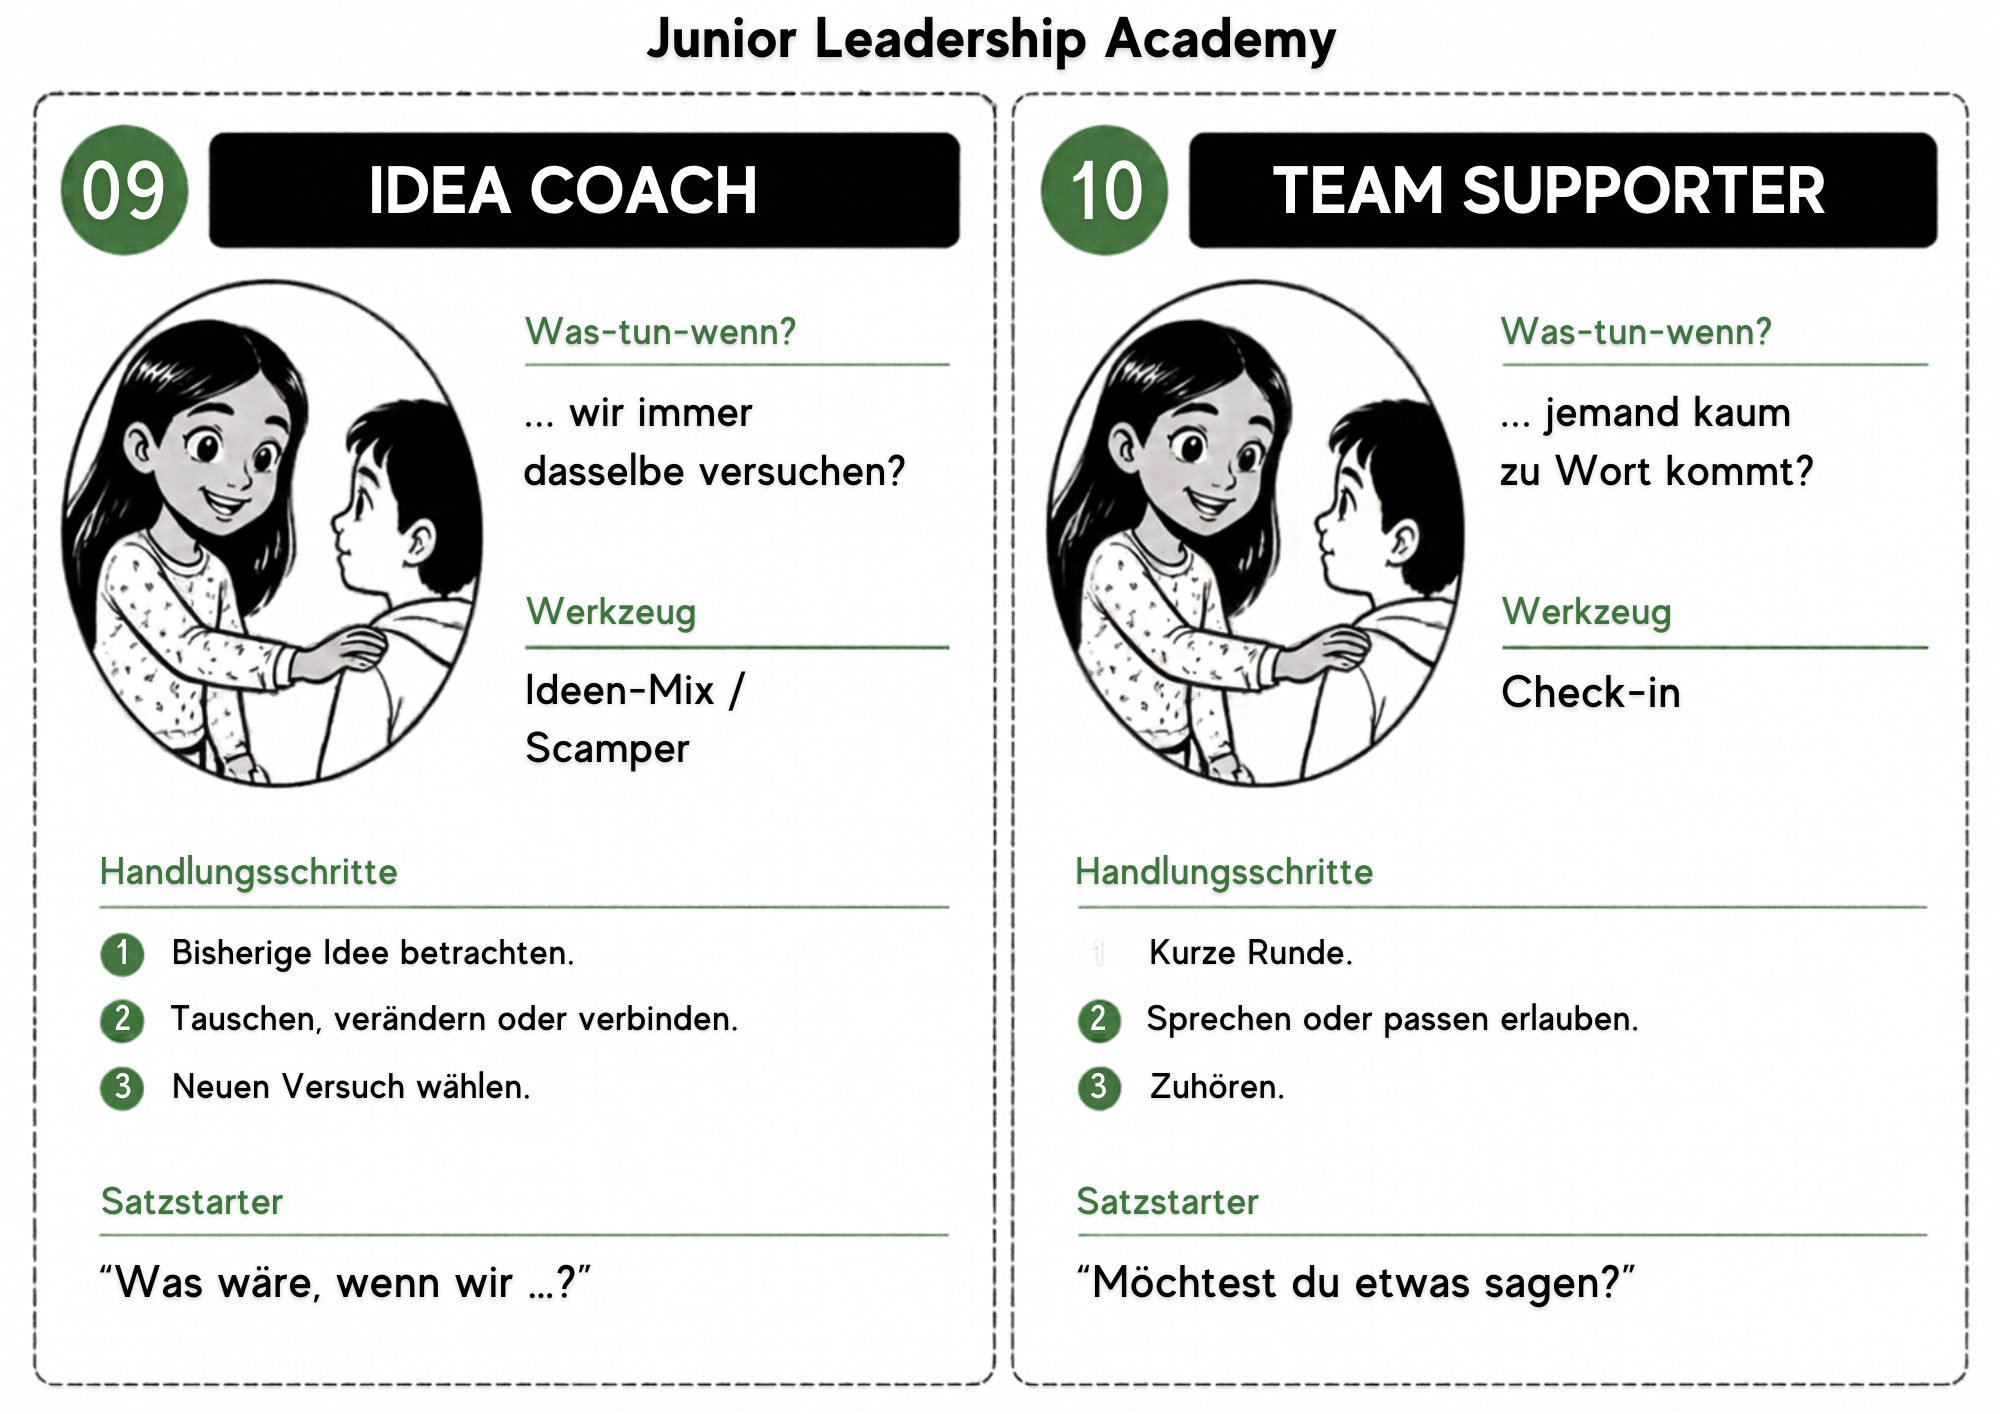 Junior Leadership Academy
09
IDEA COACH
Was-tun-wenn?
... wir immer
dasselbe versuchen?
Werkzeug
Ideen-Mix /
Scamper
Handlungsschritte
1 Bisherige Idee betrachten.
2 Tauschen, verändern oder verbinden.
3 Neuen Versuch wählen.
Satzstarter
“Was wäre, wenn wir ...?”
10
TEAM SUPPORTER
Was-tun-wenn?
... jemand kaum
zu Wort kommt?
Werkzeug
Check-in
Handlungsschritte
1 Kurze Runde.
2 Sprechen oder passen erlauben.
3 Zuhören.
Satzstarter
“Möchtest du etwas sagen?”